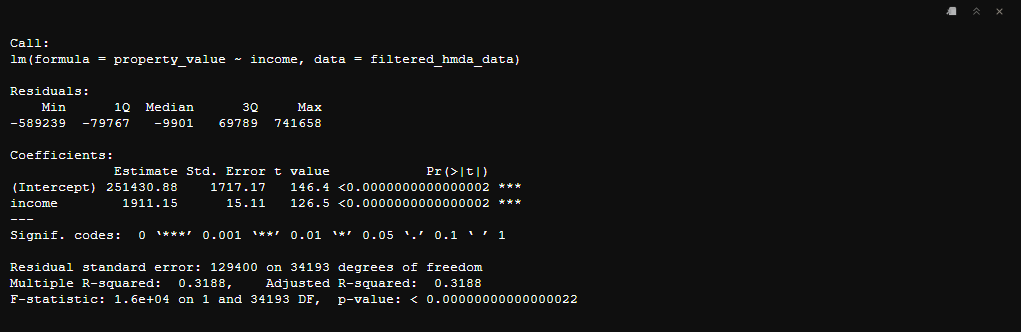 Call:
lm(formula = property_value ~ income, data = filtered_hmda_data)

Residuals:
    Min      1Q  Median      3Q     Max
-589239  -79767   -9901   69789  741658

Coefficients:
             Estimate Std. Error t value            Pr(>|t|)
(Intercept) 251430.88    1717.17   146.4 <0.0000000000000002 ***
income        1911.15      15.11   126.5 <0.0000000000000002 ***
---
Signif. codes:  0 ‘***’ 0.001 ‘**’ 0.01 ‘*’ 0.05 ‘.’ 0.1 ‘ ’ 1

Residual standard error: 129400 on 34193 degrees of freedom
Multiple R-squared:  0.3188,    Adjusted R-squared:  0.3188
F-statistic: 1.6e+04 on 1 and 34193 DF,  p-value: < 0.00000000000000022